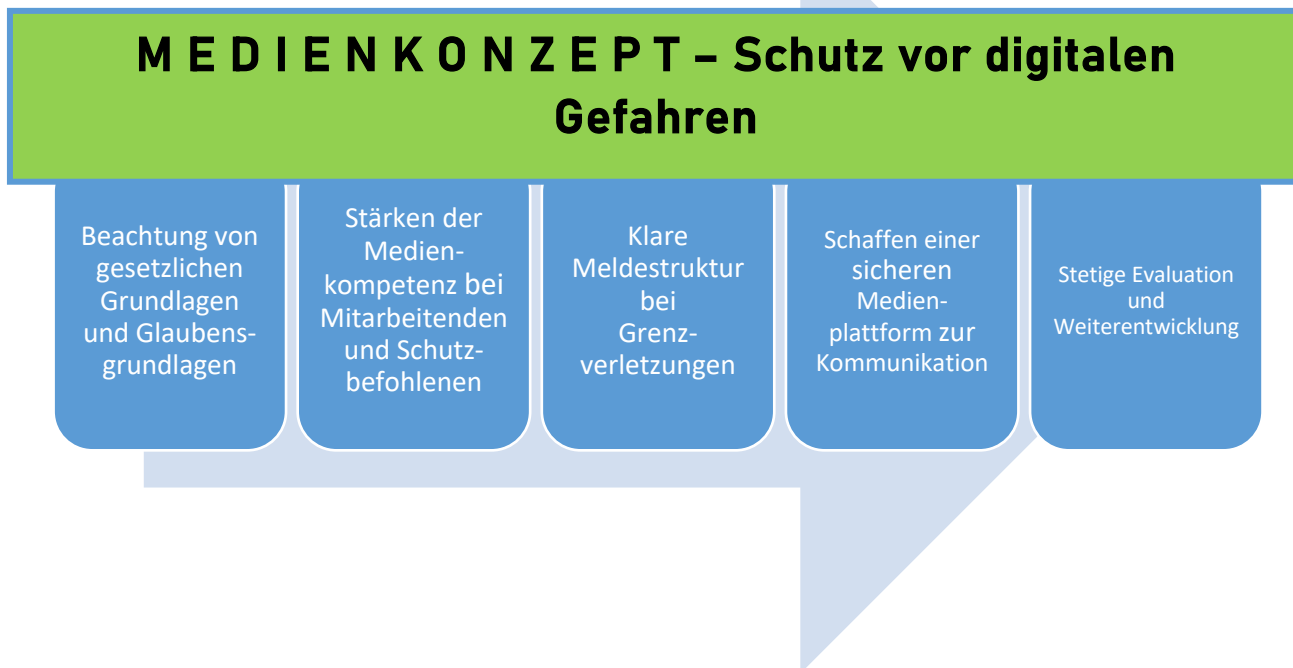 M E D I E N K O N Z E P T – Schutz vor digitalen
Gefahren
Beachtung von
gesetzlichen
Grundlagen
und Glaubens-
grundlagen
Stärken der
Medien-
kompetenz bei
Mitarbeitenden
und Schutz-
befohlenen
Klare
Meldestruktur
bei
Grenz-
verletzungen
Schaffen einer
sicheren
Medien-
plattform zur
Kommunikation
Stetige Evaluation
und
Weiterentwicklung